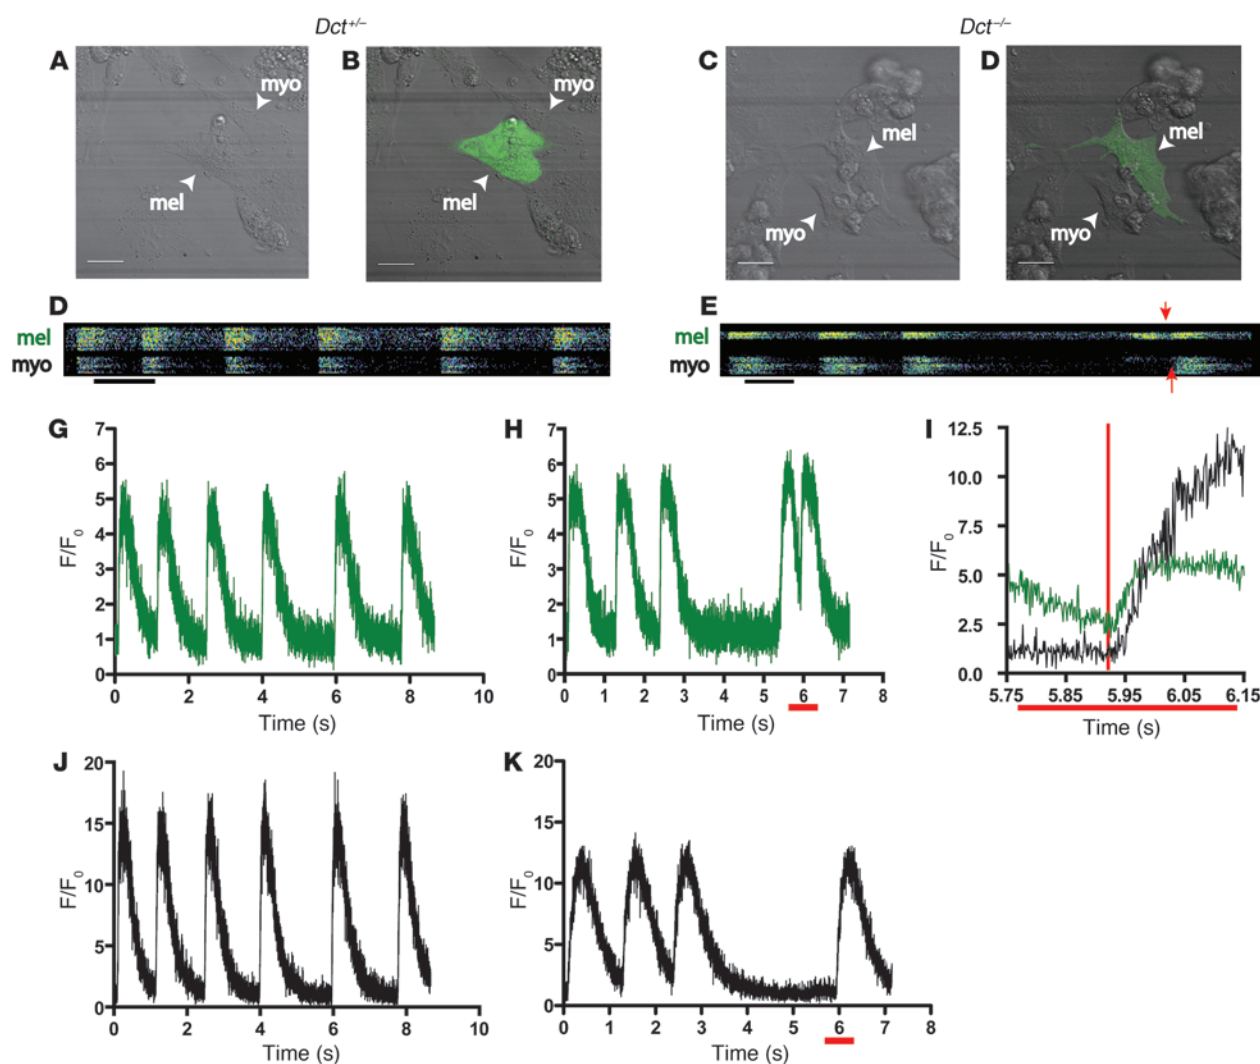 Dct+/– Dct–/–
A B C D
myo myo
mel mel
mel mel
myo myo
D E
mel mel
myo myo
G H I
7 7 12.5
6 6 10.0
5 5 7.5
4 4 5.0
3 3 2.5
2 2 0.0
1 1
0 0
F/F0 F/F0 F/F0
0 2 4 6 8 10 0 1 2 3 4 5 6 7 8 5.75 5.85 5.95 6.05 6.15
Time (s) Time (s) Time (s)
J K
20 20
15 15
10 10
5 5
0 0
F/F0 F/F0
0 2 4 6 8 10 0 1 2 3 4 5 6 7 8
Time (s) Time (s)